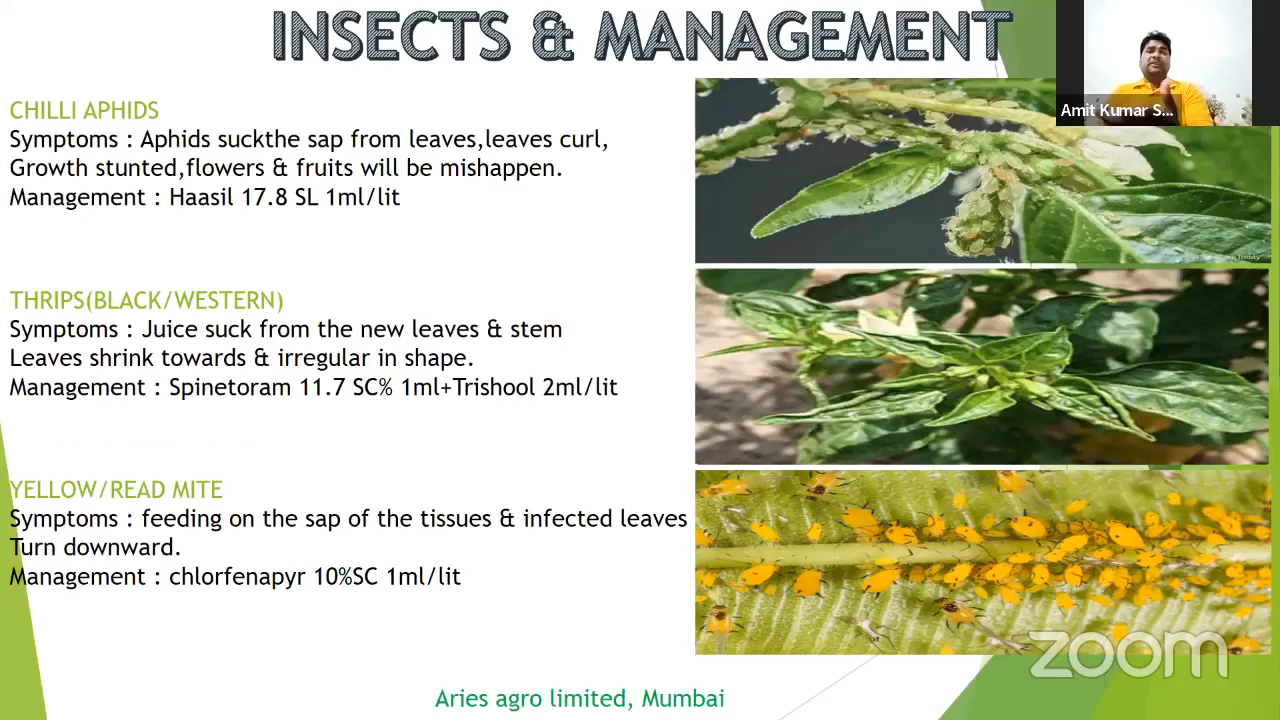 INSECTS & MANAGEMENT
Amit Kumar S...
CHILLI APHIDS
Symptoms : Aphids suckthe sap from leaves,leaves curl,
Growth stunted,flowers & fruits will be mishappen.
Management : Haasil 17.8 SL 1ml/lit
THRIPS(BLACK/WESTERN)
Symptoms : Juice suck from the new leaves & stem
Leaves shrink towards & irregular in shape.
Management : Spinetoram 11.7 SC% 1ml+Trishool 2ml/lit
YELLOW/READ MITE
Symptoms : feeding on the sap of the tissues & infected leaves
Turn downward.
Management : chlorfenapyr 10%SC 1ml/lit
zoom
Aries agro limited, Mumbai